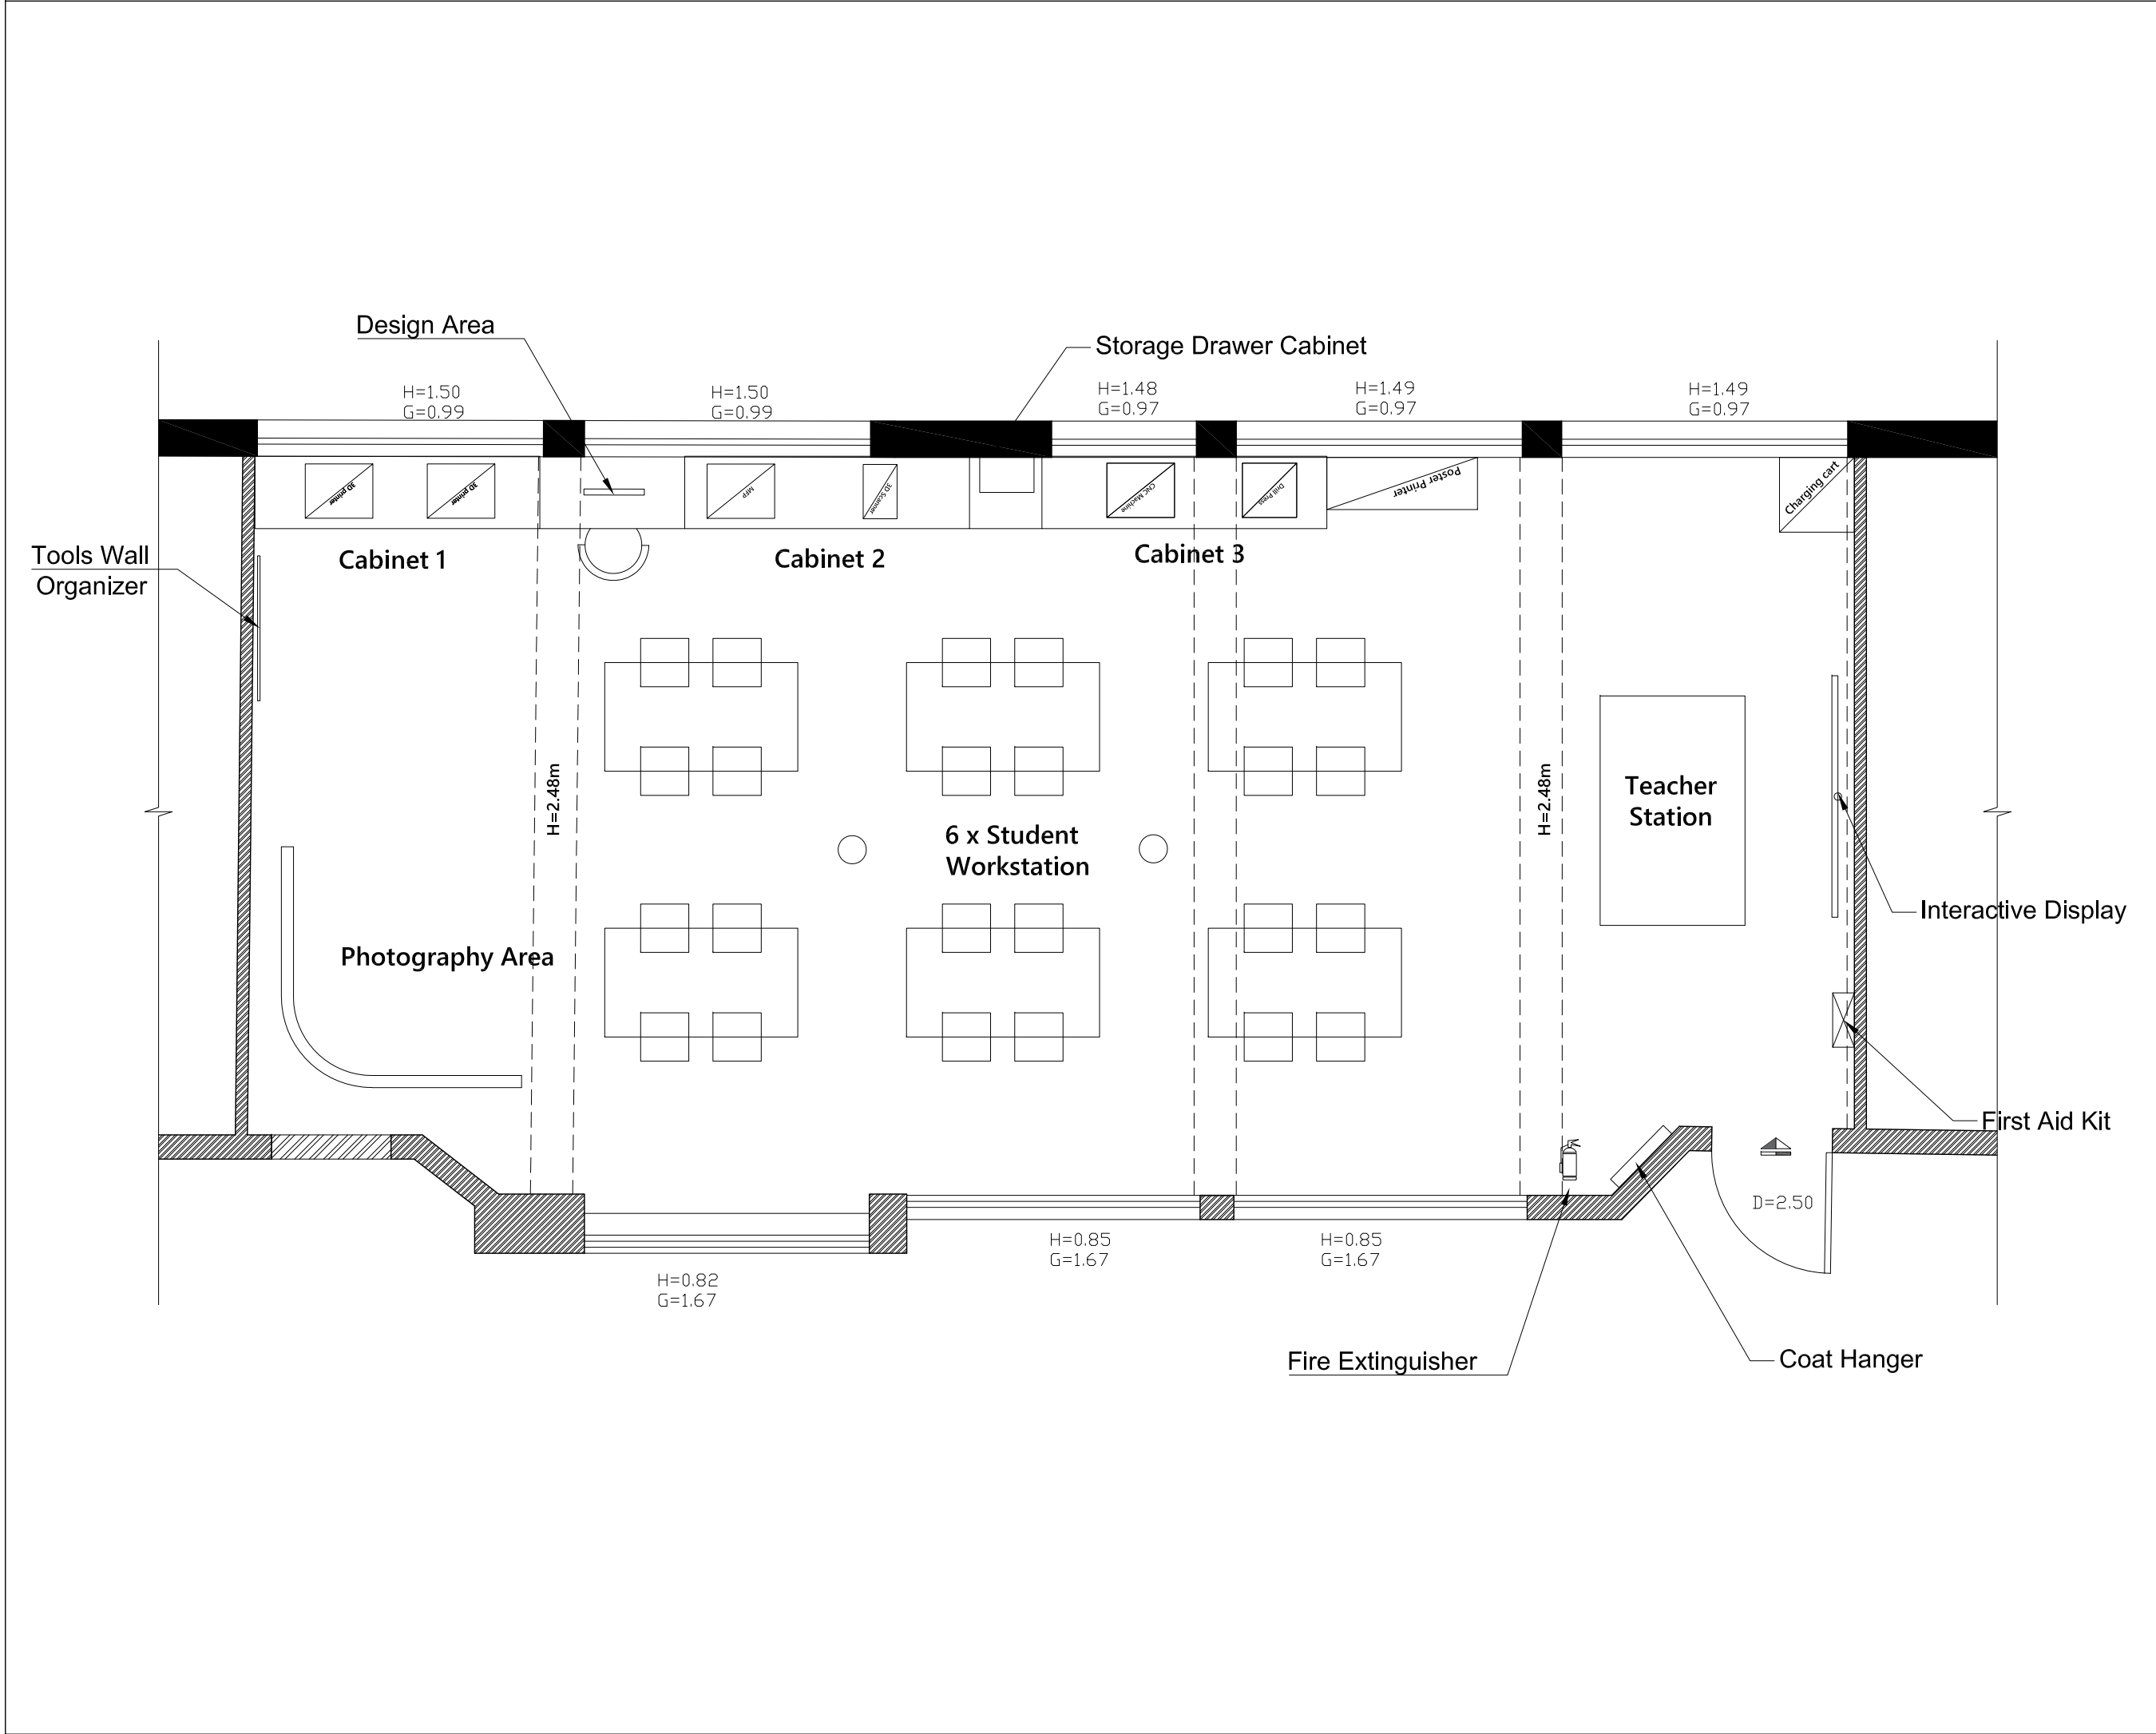 Design Area
Storage Drawer Cabinet
H=1.50
G=0.99
H=1.50
G=0.99
H=1.48
G=0.97
H=1.49
G=0.97
H=1.49
G=0.97
3D printer
3D printer
MFP
3D Scanner
CNC Machine
Drill Press
Poster Printer
Charging cart
Tools Wall
Organizer
Cabinet 1
Cabinet 2
Cabinet 3
H=2.48m
H=2.48m
Teacher
Station
6 x Student
Workstation
Interactive Display
Photography Area
First Aid Kit
D=2.50
H=0.85
G=1.67
H=0.85
G=1.67
H=0.82
G=1.67
Fire Extinguisher
Coat Hanger